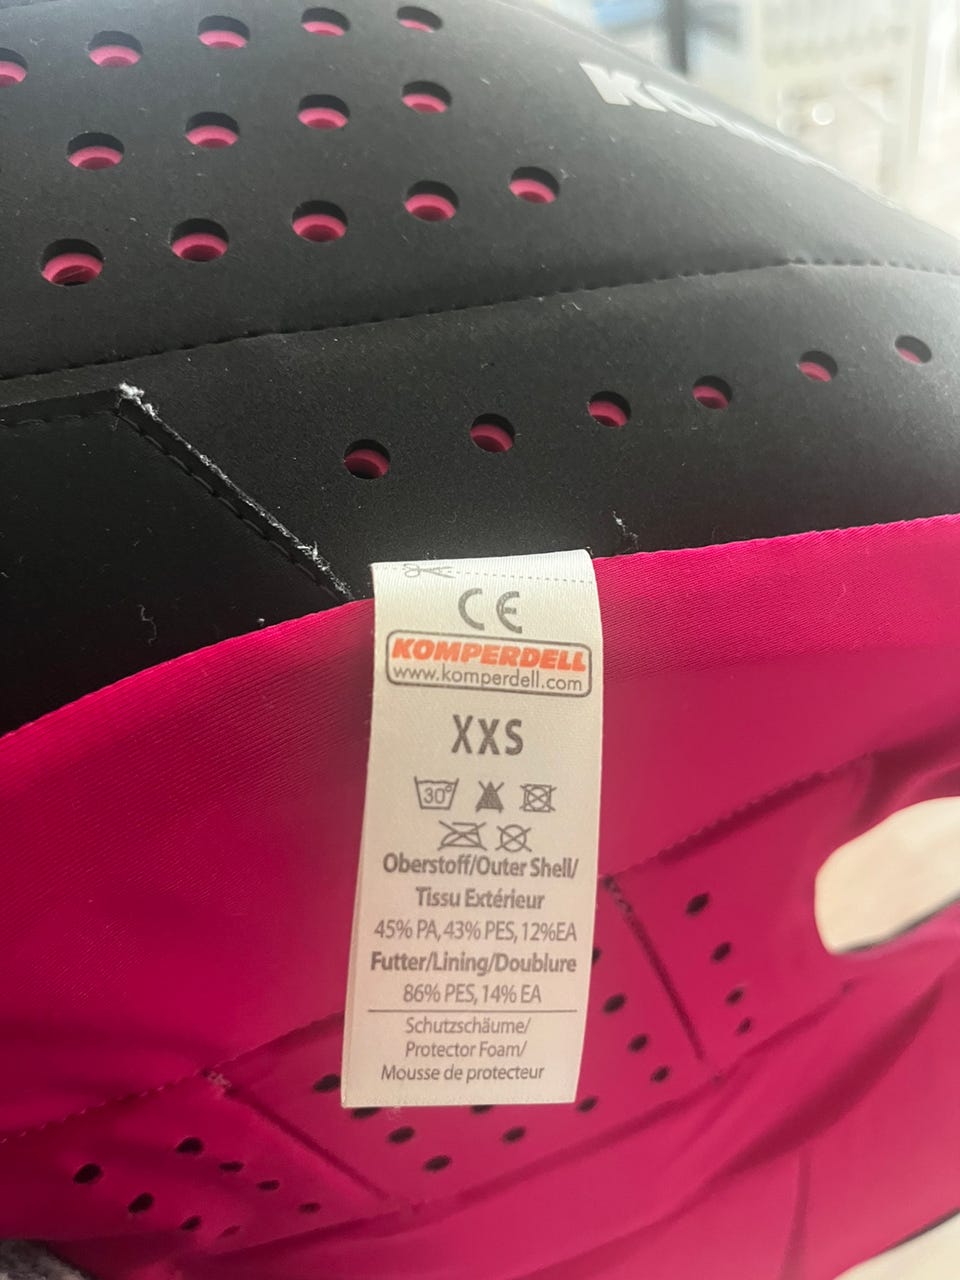 CE
KOMPERDELL
www.komperdell.com
XXS
30°
Oberstoff/Outer Shell/
Tissu Extérieur
45% PA, 43% PES, 12%EA
Futter/Lining/Doublure
86% PES, 14% EA
Schutzschäume/
Protector Foam/
Mousse de protecteur